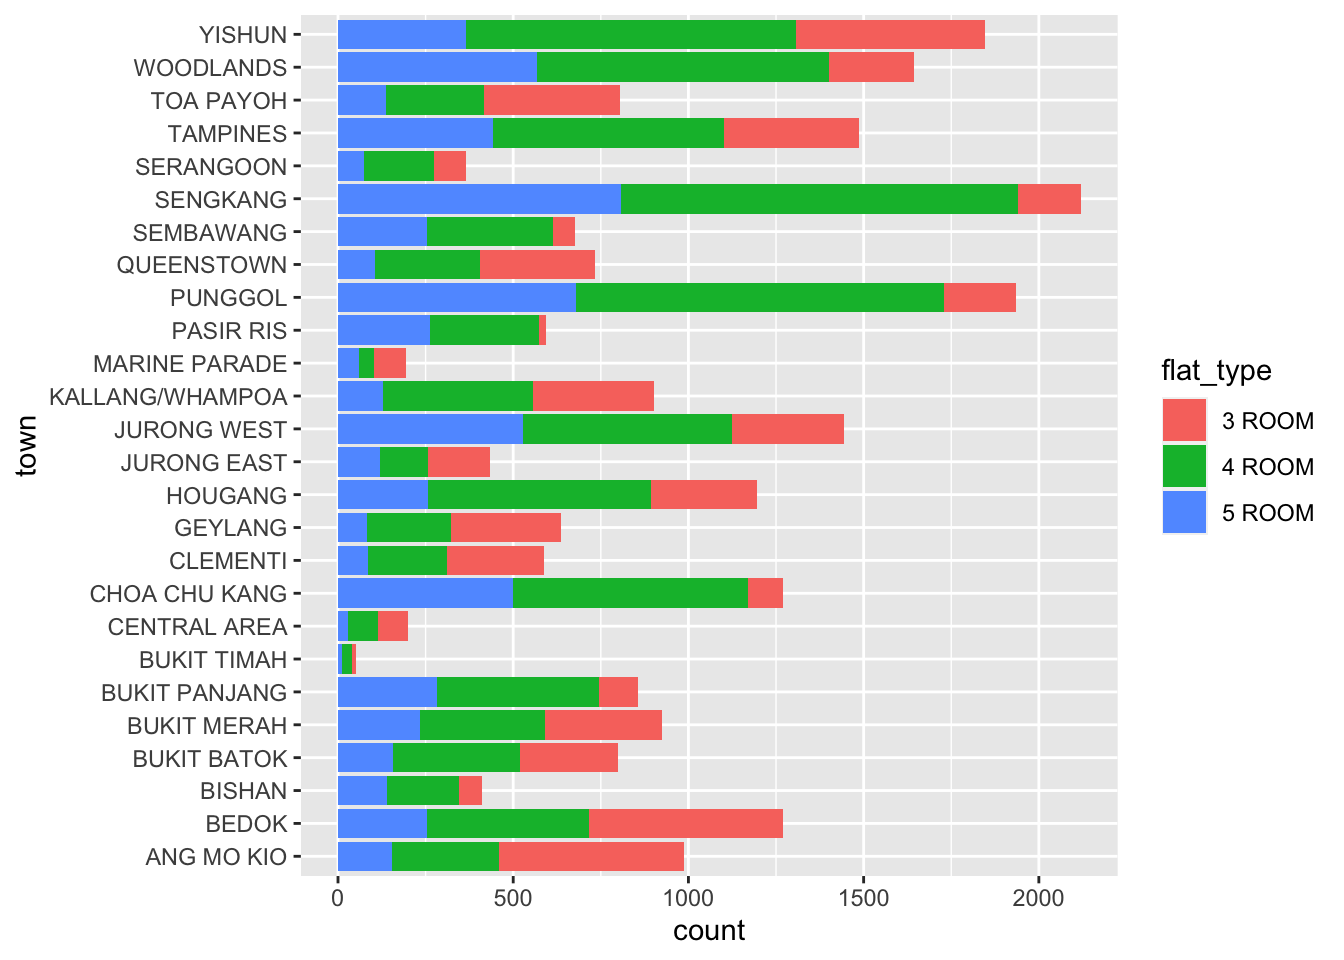 YISHUN
WOODLANDS
TOA PAYOH
TAMPINES
SERANGOON
SENGKANG
SEMBAWANG
QUEENSTOWN
PUNGGOL
PASIR RIS
MARINE PARADE
KALLANG/WHAMPOA
JURONG WEST
JURONG EAST
HOUGANG
GEYLANG
CLEMENTI
CHOA CHU KANG
CENTRAL AREA
BUKIT TIMAH
BUKIT PANJANG
BUKIT MERAH
BUKIT BATOK
BISHAN
BEDOK
ANG MO KIO
town
0 500 1000 1500 2000
count
flat_type
3 ROOM
4 ROOM
5 ROOM